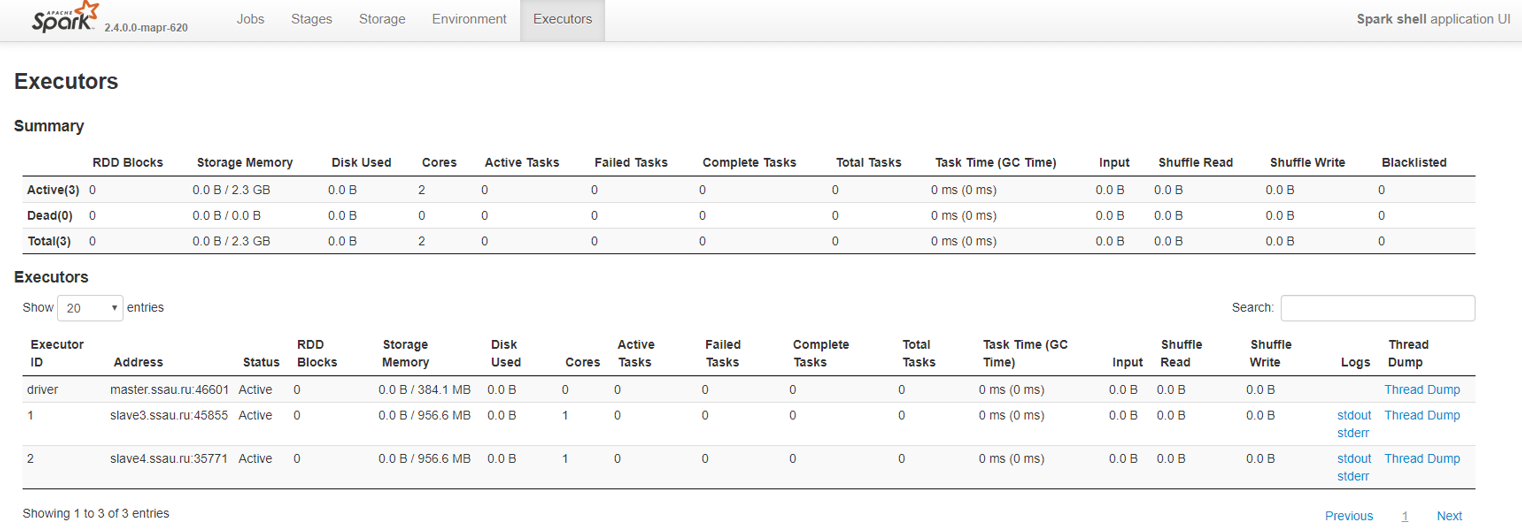 APACHE Spark 2.4.0.0-mapr-620 Jobs Stages Storage Environment Executors Spark shell application UI
Executors
Summary
RDD Blocks Storage Memory Disk Used Cores Active Tasks Failed Tasks Complete Tasks Total Tasks Task Time (GC Time) Input Shuffle Read Shuffle Write Blacklisted
Active(3) 0 0.0 B / 2.3 GB 0.0 B 2 0 0 0 0 0 ms (0 ms) 0.0 B 0.0 B 0.0 B 0
Dead(0) 0 0.0 B / 0.0 B 0.0 B 0 0 0 0 0 0 ms (0 ms) 0.0 B 0.0 B 0.0 B 0
Total(3) 0 0.0 B / 2.3 GB 0.0 B 2 0 0 0 0 0 ms (0 ms) 0.0 B 0.0 B 0.0 B 0
Executors
Show 20 entries Search:
Executor ID Address Status RDD Blocks Storage Memory Disk Used Cores Active Tasks Failed Tasks Complete Tasks Total Tasks Task Time (GC Time) Input Shuffle Read Shuffle Write Logs Thread Dump
driver master.ssau.ru:46601 Active 0 0.0 B / 384.1 MB 0.0 B 0 0 0 0 0 0 ms (0 ms) 0.0 B 0.0 B 0.0 B Thread Dump
1 slave3.ssau.ru:45855 Active 0 0.0 B / 956.6 MB 0.0 B 1 0 0 0 0 0 ms (0 ms) 0.0 B 0.0 B 0.0 B stdout Thread Dump
stderr
2 slave4.ssau.ru:35771 Active 0 0.0 B / 956.6 MB 0.0 B 1 0 0 0 0 0 ms (0 ms) 0.0 B 0.0 B 0.0 B stdout Thread Dump
stderr
Showing 1 to 3 of 3 entries Previous 1 Next